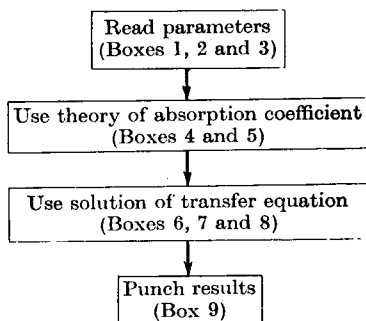 Read parameters
(Boxes 1, 2 and 3)
Use theory of absorption coefficient
(Boxes 4 and 5)
Use solution of transfer equation
(Boxes 6, 7 and 8)
Punch results
(Box 9)